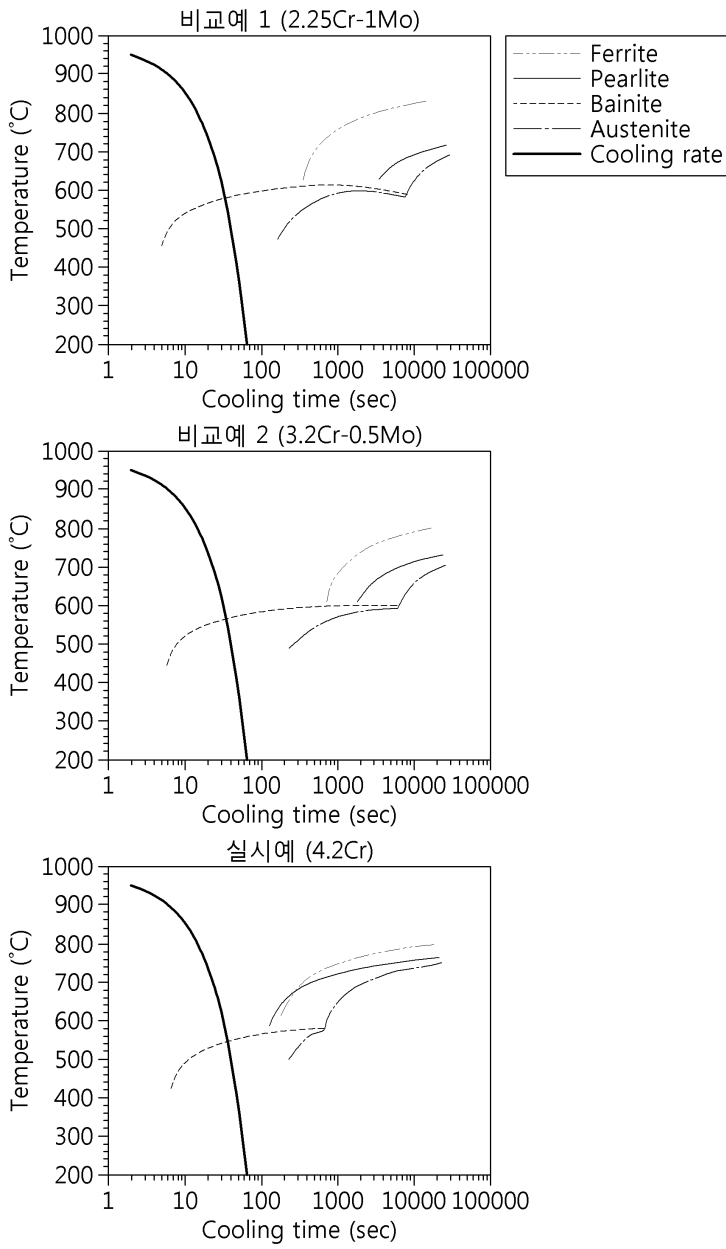 비교예 1 (2.25Cr-1Mo)
1000
900
800
700
600
500
400
300
200
Temperature (˚C)
1 10 100 1000 10000 100000
Cooling time (sec)
Ferrite
Pearlite
Bainite
Austenite
Cooling rate
비교예 2 (3.2Cr-0.5Mo)
1000
900
800
700
600
500
400
300
200
Temperature (˚C)
1 10 100 1000 10000 100000
Cooling time (sec)
실시예 (4.2Cr)
1000
900
800
700
600
500
400
300
200
Temperature (˚C)
1 10 100 1000 10000 100000
Cooling time (sec)